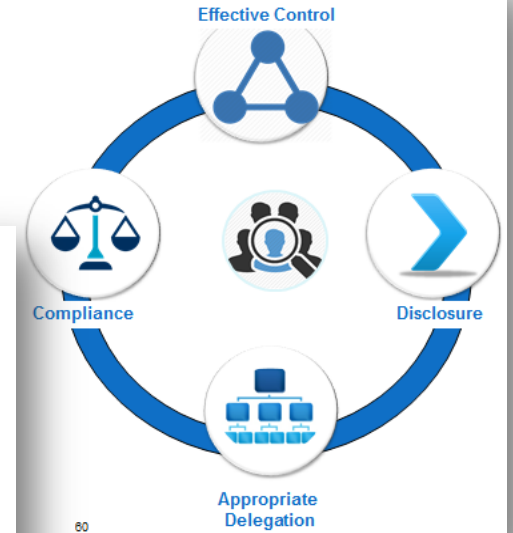 Effective Control
Compliance
Disclosure
Appropriate
Delegation
60